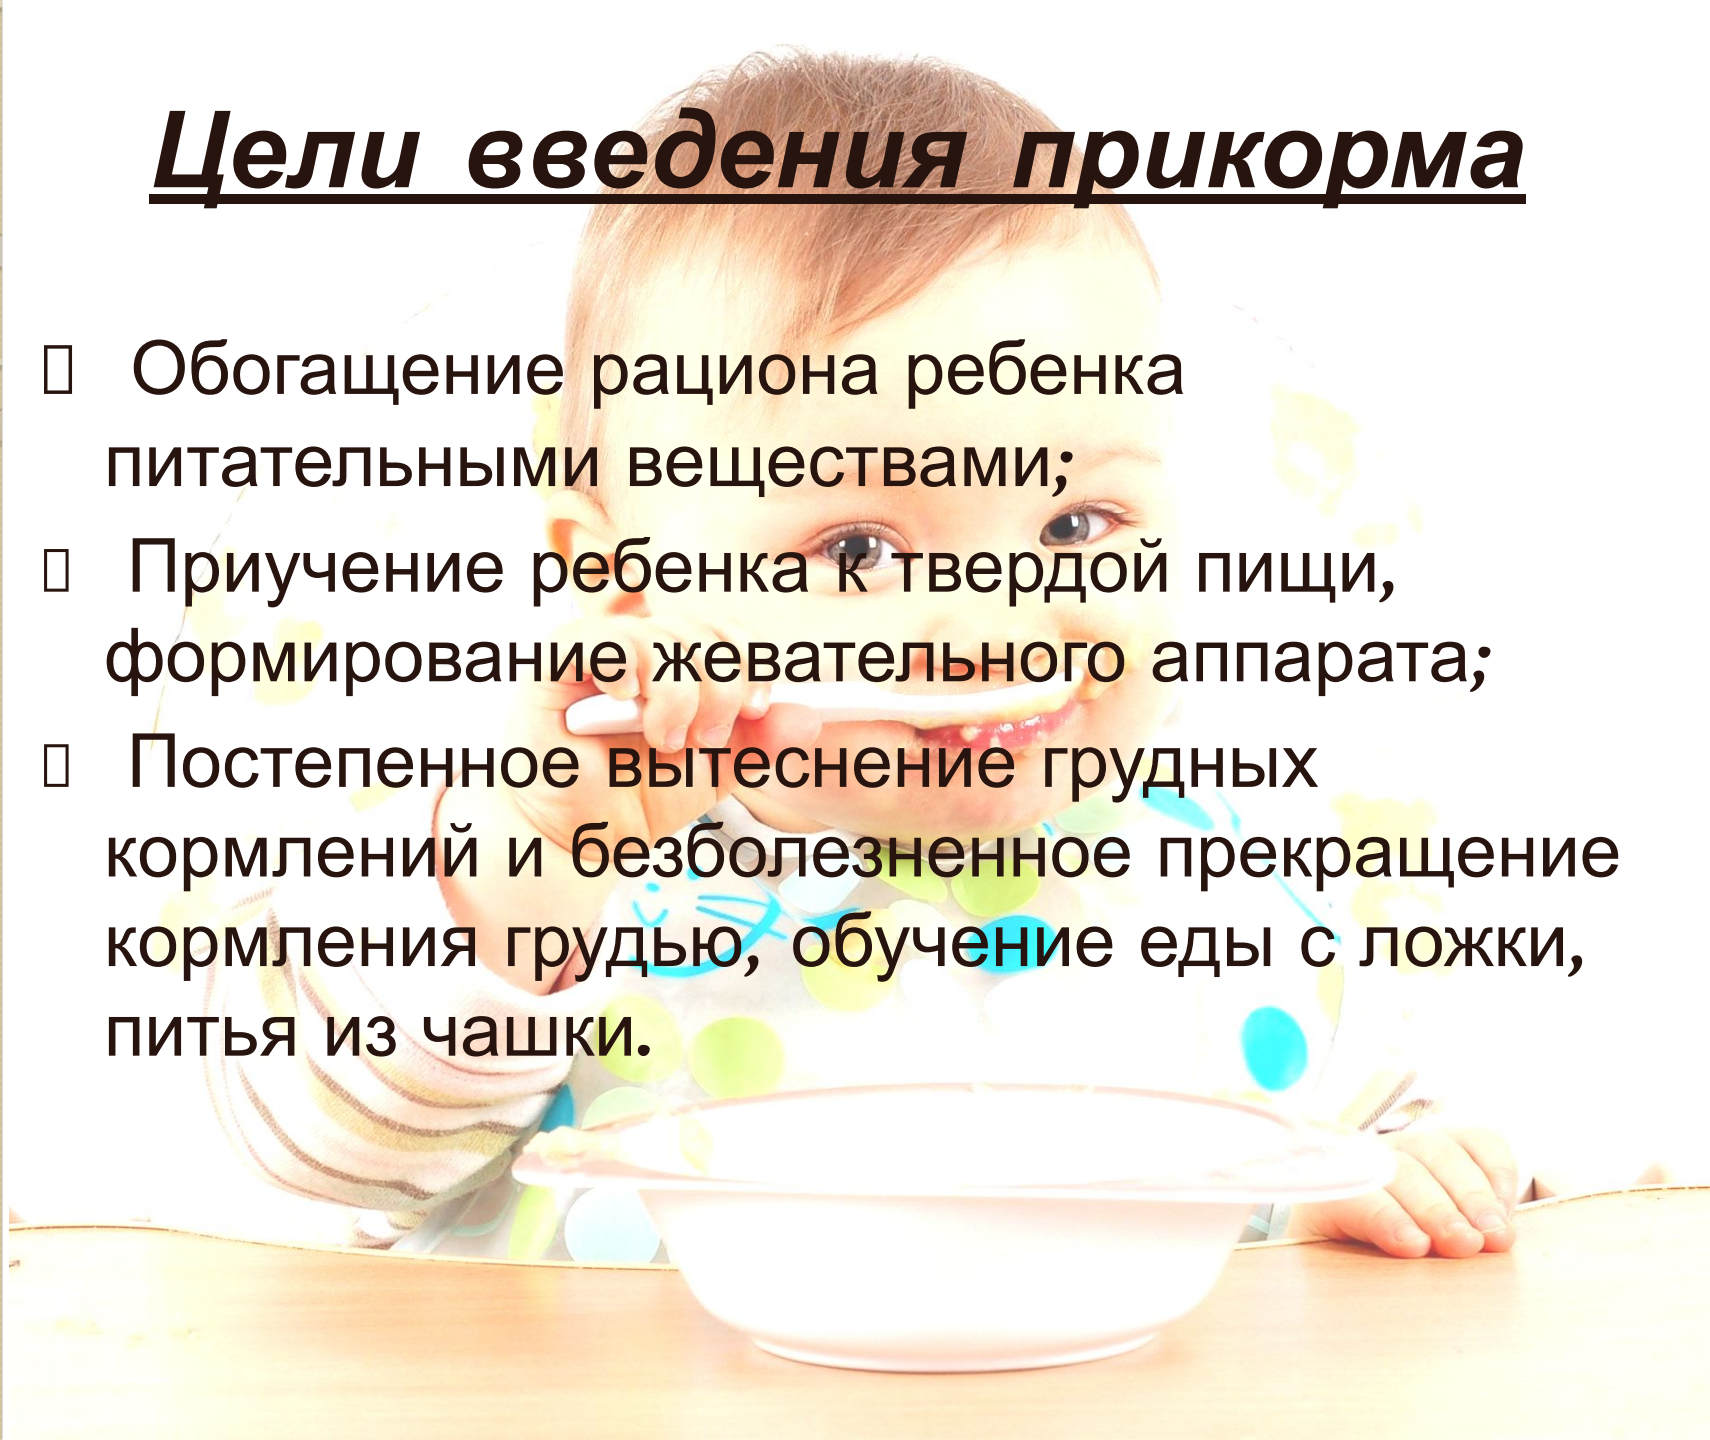 Цели введения прикорма
Обогащение рациона ребенка
питательными веществами;
Приучение ребенка к твердой пищи,
формирование жевательного аппарата;
Постепенное вытеснение грудных
кормлений и безболезненное прекращение
кормления грудью, обучение еды с ложки,
питья из чашки.